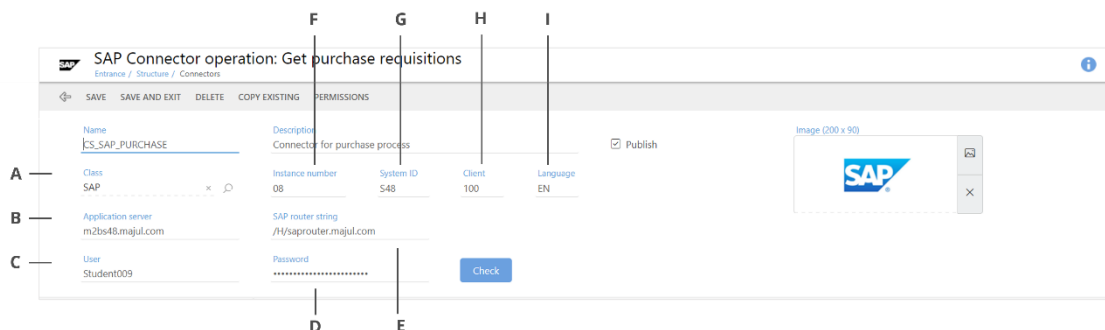 F G H I
SAP SAP Connector operation: Get purchase requisitions
Entrance / Structure / Connectors
SAVE SAVE AND EXIT DELETE COPY EXISTING PERMISSIONS
Name Description Image (200 x 90)
CS_SAP_PURCHASE Connector for purchase process Publish
A Class Instance number System ID Client Language
SAP 08 S48 100 EN SAP
B Application server SAP router string
m2bs48.majul.com /H/saprouter.majul.com
C User Password
Student009 •••••••••••••••••••••••• Check
D E